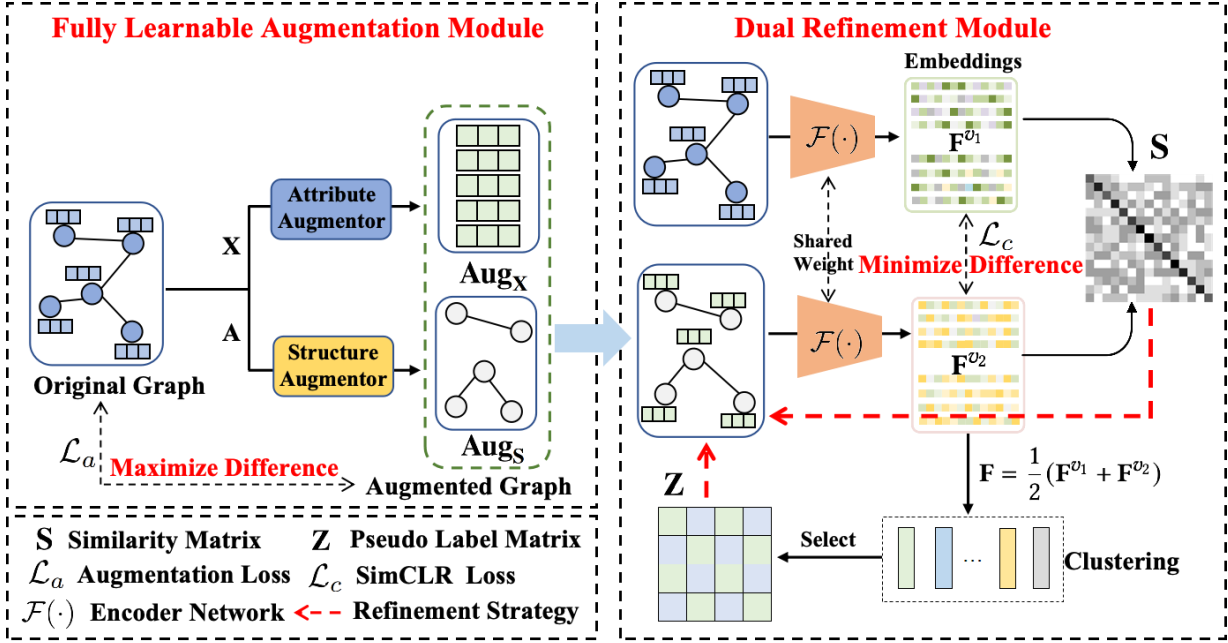 Fully Learnable Augmentation Module
X
A
Attribute
Augmentor
Structure
Augmentor
Aug_X
Aug_S
Original Graph
ℒ_a
Maximize Difference
Augmented Graph
S Similarity Matrix
Z Pseudo Label Matrix
ℒ_a Augmentation Loss
ℒ_c SimCLR Loss
ℱ(·) Encoder Network
Refinement Strategy
Dual Refinement Module
Embeddings
ℱ(·)
F^{v_1}
S
Shared
Weight
ℒ_c
Minimize Difference
ℱ(·)
F^{v_2}
F = \frac{1}{2}(F^{v_1} + F^{v_2})
Z
Select
...
Clustering